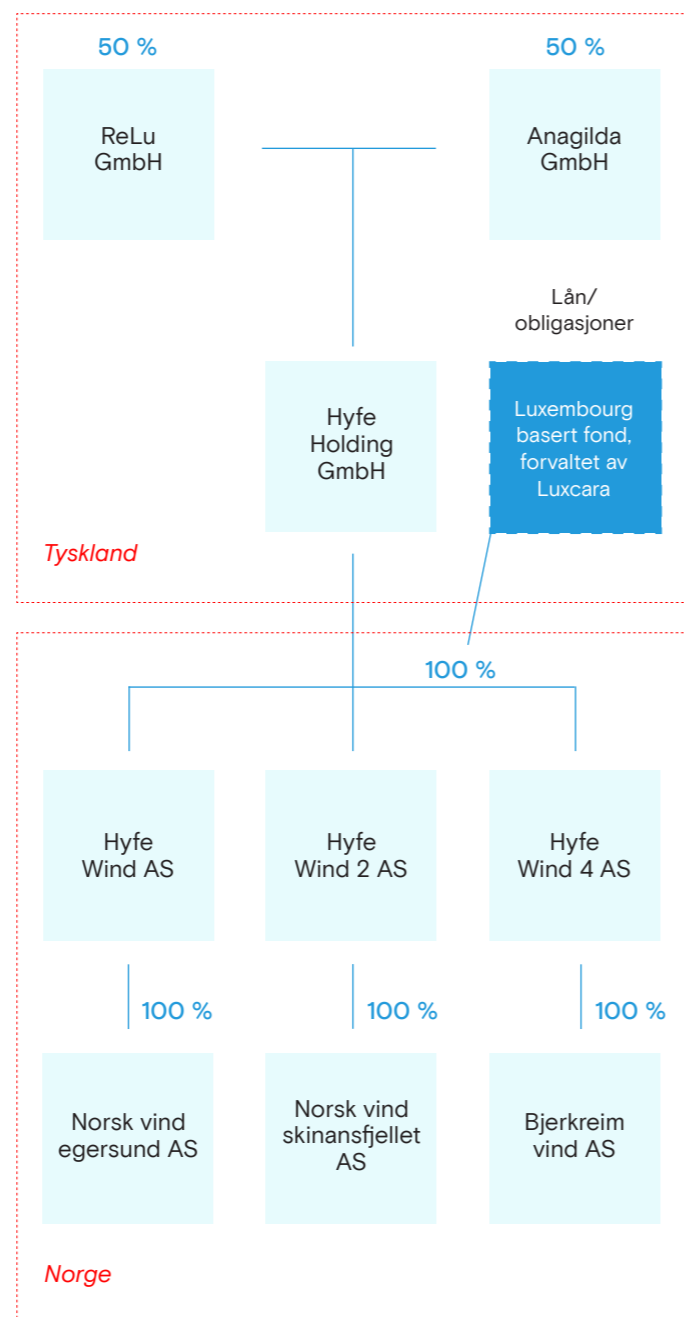 50 %
50 %
ReLu
GmbH
Anagilda
GmbH
Lån/
obligasjoner
Hyfe
Holding
GmbH
Luxembourg
basert fond,
forvaltet av
Luxcara
Tyskland
100 %
Hyfe
Wind AS
Hyfe
Wind 2 AS
Hyfe
Wind 4 AS
100 %
100 %
100 %
Norsk vind
egersund AS
Norsk vind
skinansfjellet
AS
Bjerkreim
vind AS
Norge